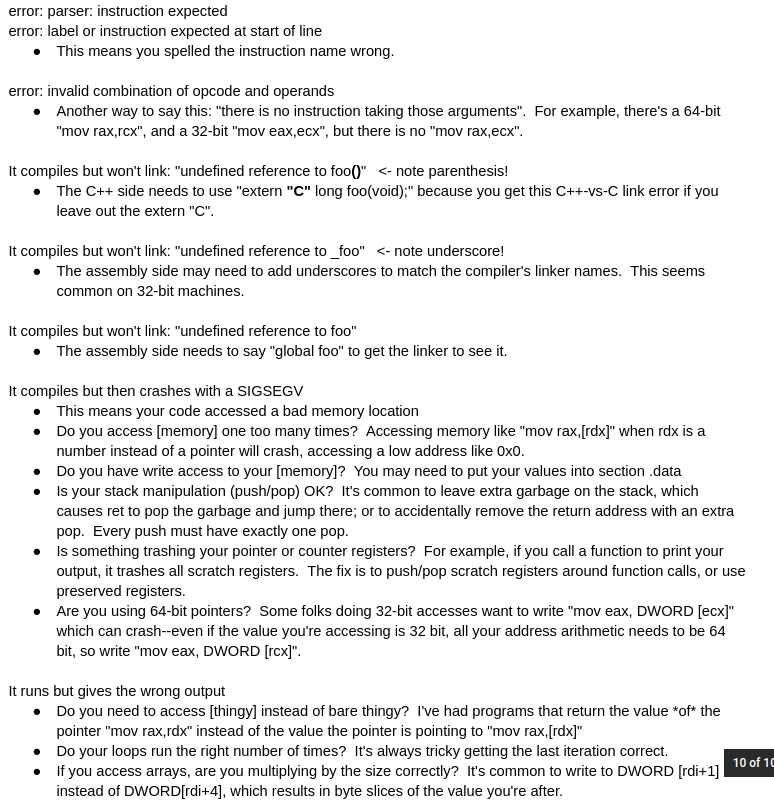 error: parser: instruction expected
error: label or instruction expected at start of line
● This means you spelled the instruction name wrong.
error: invalid combination of opcode and operands
● Another way to say this: "there is no instruction taking those arguments".  For example, there's a 64-bit
"mov rax,rcx", and a 32-bit "mov eax,ecx", but there is no "mov rax,ecx".
It compiles but won't link: "undefined reference to foo()"   <- note parenthesis!
● The C++ side needs to use "extern "C" long foo(void);" because you get this C++-vs-C link error if you
leave out the extern "C".
It compiles but won't link: "undefined reference to _foo"   <- note underscore!
● The assembly side may need to add underscores to match the compiler's linker names.  This seems
common on 32-bit machines.
It compiles but won't link: "undefined reference to foo"
● The assembly side needs to say "global foo" to get the linker to see it.
It compiles but then crashes with a SIGSEGV
● This means your code accessed a bad memory location
● Do you access [memory] one too many times?  Accessing memory like "mov rax,[rdx]" when rdx is a
number instead of a pointer will crash, accessing a low address like 0x0.
● Do you have write access to your [memory]?  You may need to put your values into section .data
● Is your stack manipulation (push/pop) OK?  It's common to leave extra garbage on the stack, which
causes ret to pop the garbage and jump there; or to accidentally remove the return address with an extra
pop.  Every push must have exactly one pop.
● Is something trashing your pointer or counter registers?  For example, if you call a function to print your
output, it trashes all scratch registers.  The fix is to push/pop scratch registers around function calls, or use
preserved registers.
● Are you using 64-bit pointers?  Some folks doing 32-bit accesses want to write "mov eax, DWORD [ecx]"
which can crash--even if the value you're accessing is 32 bit, all your address arithmetic needs to be 64
bit, so write "mov eax, DWORD [rcx]".
It runs but gives the wrong output
● Do you need to access [thingy] instead of bare thingy?  I've had programs that return the value *of* the
pointer "mov rax,rdx" instead of the value the pointer is pointing to "mov rax,[rdx]"
● Do your loops run the right number of times?  It's always tricky getting the last iteration correct.
● If you access arrays, are you multiplying by the size correctly?  It's common to write to DWORD [rdi+1]
instead of DWORD[rdi+4], which results in byte slices of the value you're after.
10 of 10